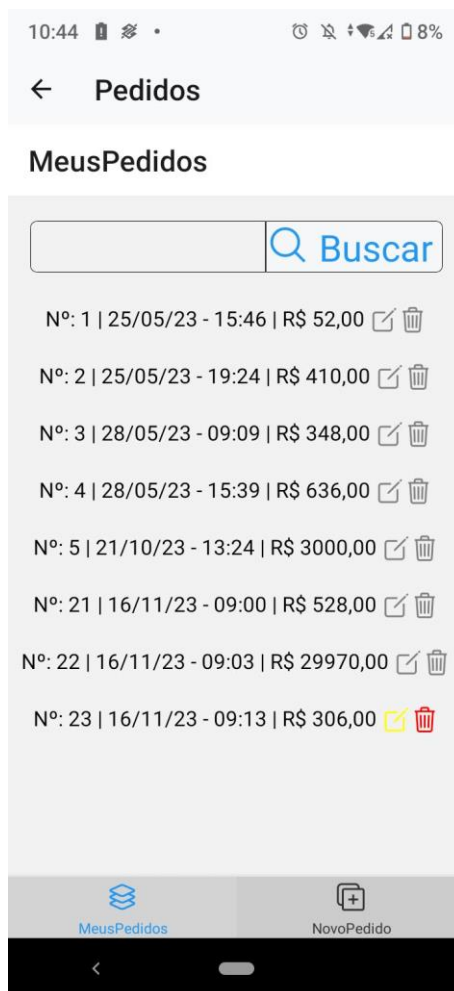 10:44
8%
Pedidos
MeusPedidos
Buscar
Nº: 1 | 25/05/23 - 15:46 | R$ 52,00
Nº: 2 | 25/05/23 - 19:24 | R$ 410,00
Nº: 3 | 28/05/23 - 09:09 | R$ 348,00
Nº: 4 | 28/05/23 - 15:39 | R$ 636,00
Nº: 5 | 21/10/23 - 13:24 | R$ 3000,00
Nº: 21 | 16/11/23 - 09:00 | R$ 528,00
Nº: 22 | 16/11/23 - 09:03 | R$ 29970,00
Nº: 23 | 16/11/23 - 09:13 | R$ 306,00
MeusPedidos
NovoPedido